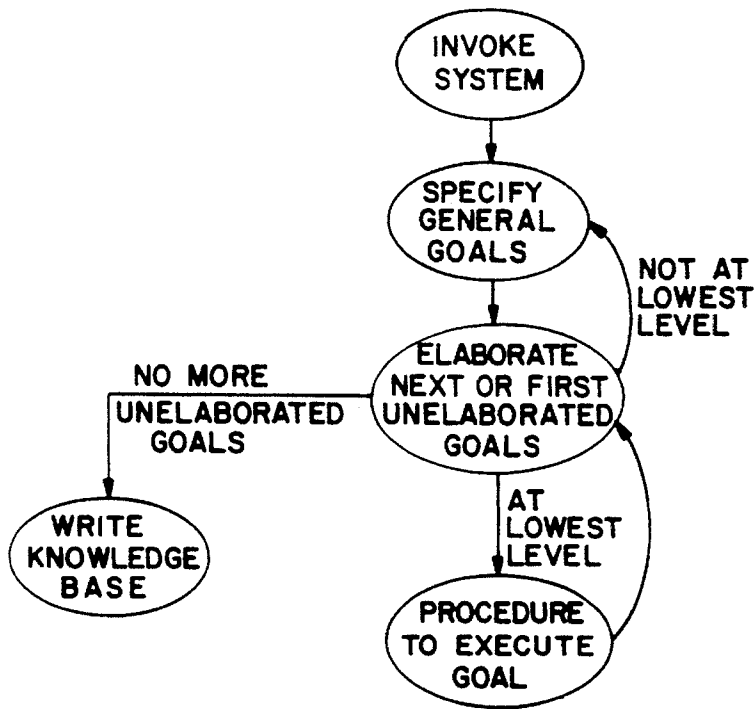 INVOKE
SYSTEM
SPECIFY
GENERAL
GOALS
NOT AT
LOWEST
LEVEL
ELABORATE
NEXT OR FIRST
UNELABORATED
GOALS
NO MORE
UNELABORATED
GOALS
WRITE
KNOWLEDGE
BASE
AT
LOWEST
LEVEL
PROCEDURE
TO EXECUTE
GOAL